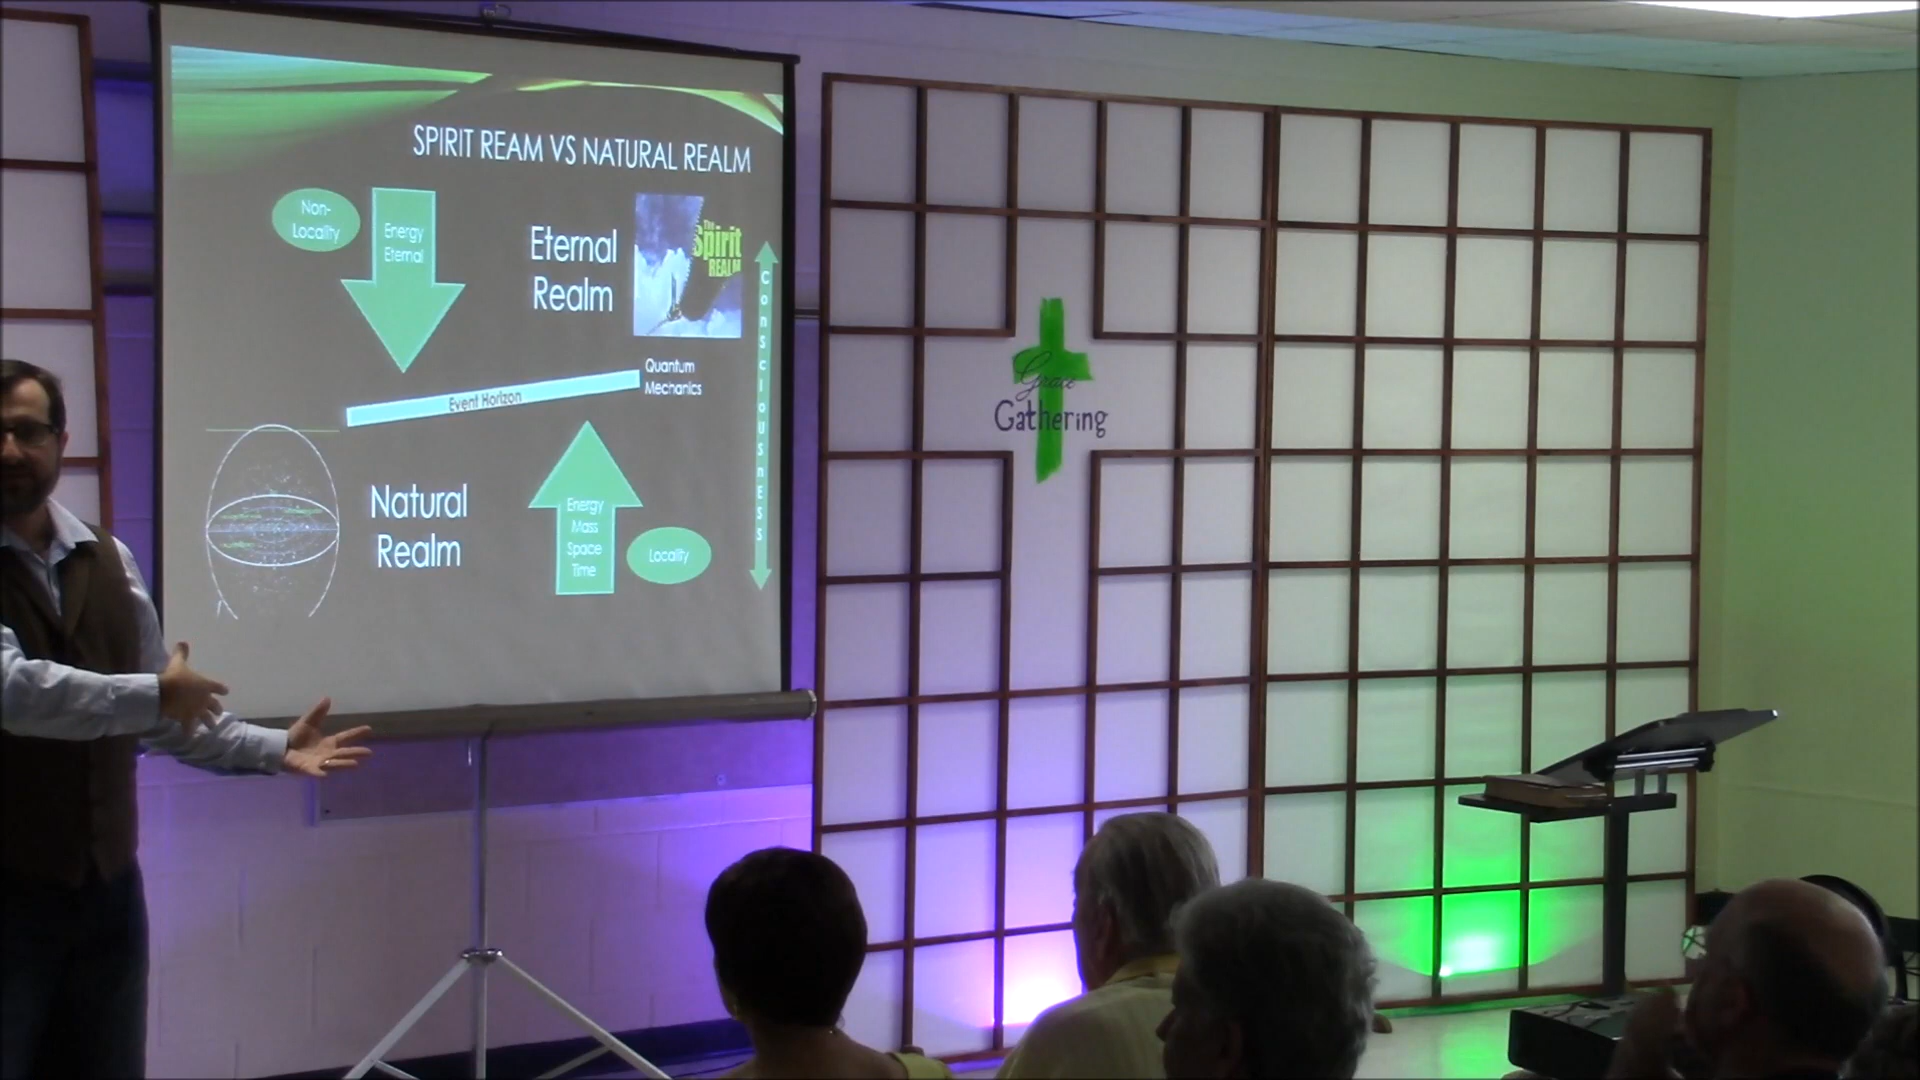 SPIRIT REAM VS NATURAL REALM
Non-
Locality
Energy
Eternal
Eternal
Realm
The
Spirit
REALM
Consciousness
Quantum
Mechanics
Event Horizon
Natural
Realm
Energy
Mass
Space
Time
Locality
Grace
Gathering